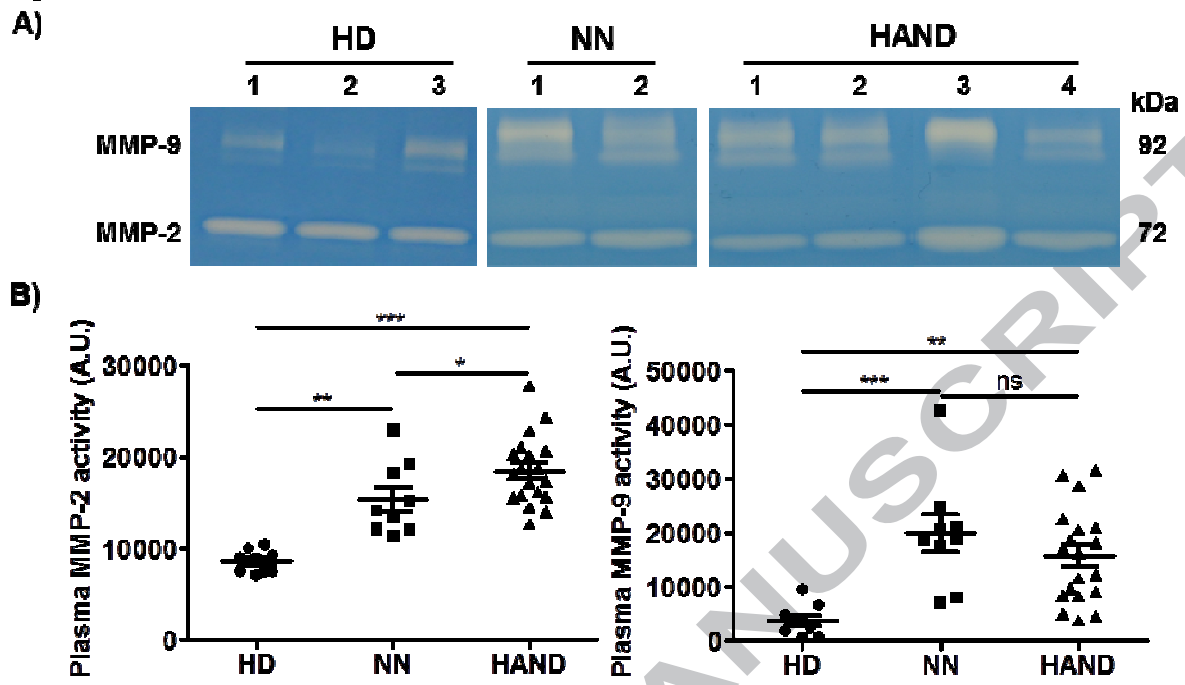 A)
HD NN HAND
1 2 3 1 2 1 2 3 4
kDa
MMP-9 92
MMP-2 72
B)
Plasma MMP-2 activity (A.U.)
30000
20000
10000
0
***
*
**
HD NN HAND
Plasma MMP-9 activity (A.U.)
50000
40000
30000
20000
10000
0
**
***
ns
HD NN HAND
ANUSCRIPT